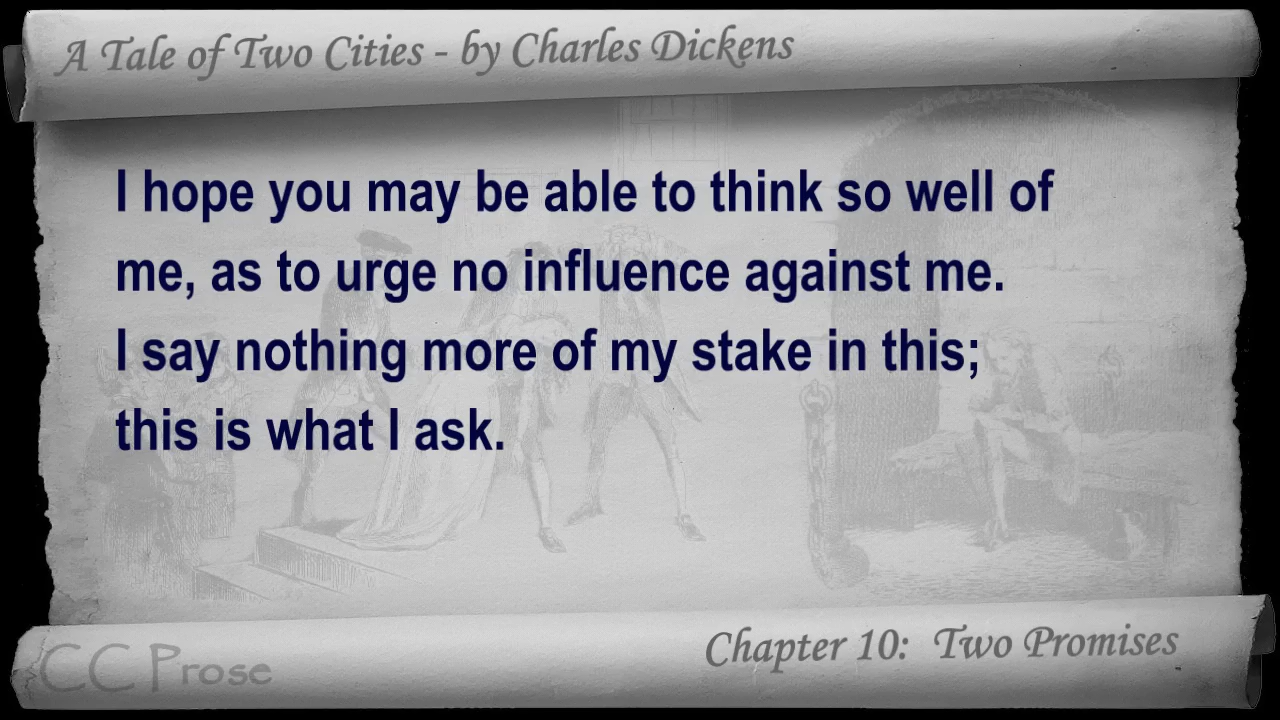 A Tale of Two Cities - by Charles Dickens
I hope you may be able to think so well of
me, as to urge no influence against me.
I say nothing more of my stake in this;
this is what I ask.
CC Prose
Chapter 10: Two Promises